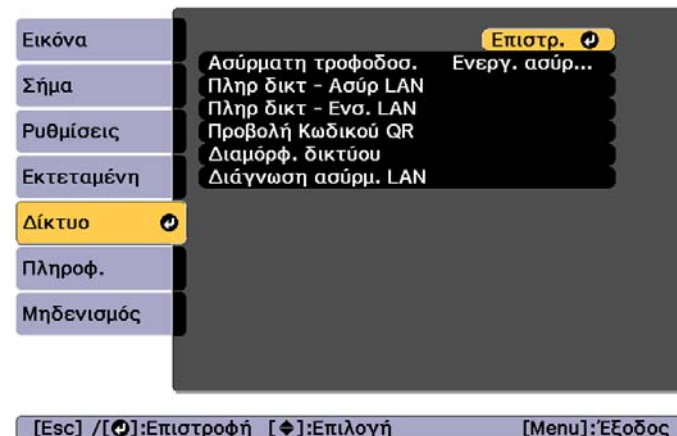 Εικόνα
Σήμα
Ρυθμίσεις
Εκτεταμένη
Δίκτυο
Πληροφ.
Μηδενισμός
Επιστρ.
Ασύρματη τροφοδοσ. Ενεργ. ασύρ...
Πληρ δικτ - Ασύρ LAN
Πληρ δικτ - Ενσ. LAN
Προβολή Κωδικού QR
Διαμόρφ. δικτύου
Διάγνωση ασύρμ. LAN
[Esc] /[]:Επιστροφή []:Επιλογή [Menu]:Έξοδος